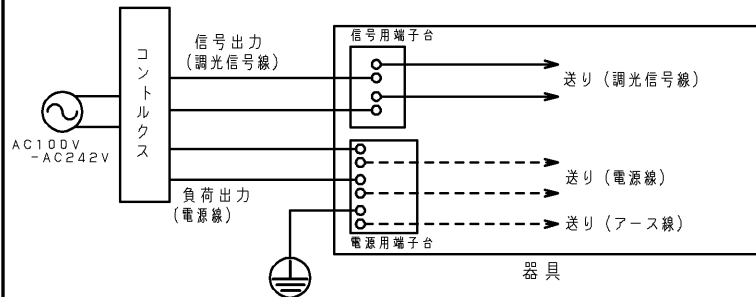 コントルクス
信号出力
(調光信号線)
AC100V
-AC242V
負荷出力
(電源線)
信号用端子台
送り(調光信号線)
送り(電源線)
送り(アース線)
電源用端子台
器具